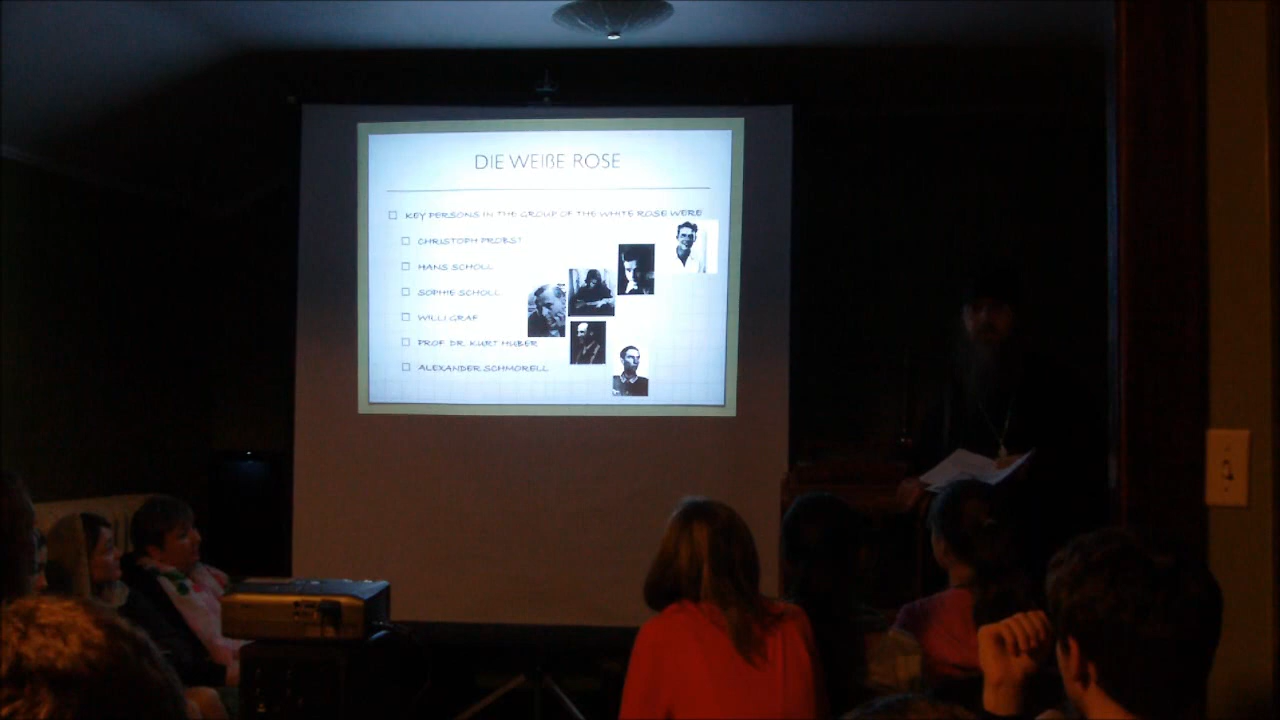 DIE WEIßE ROSE
KEY PERSONS IN THE GROUP OF THE WHITE ROSE WERE
CHRISTOPH PROBST
HANS SCHOLL
SOPHIE SCHOLL
WILLI GRAF
PROF DR. KURT HUBER
ALEXANDER SCHMORELL